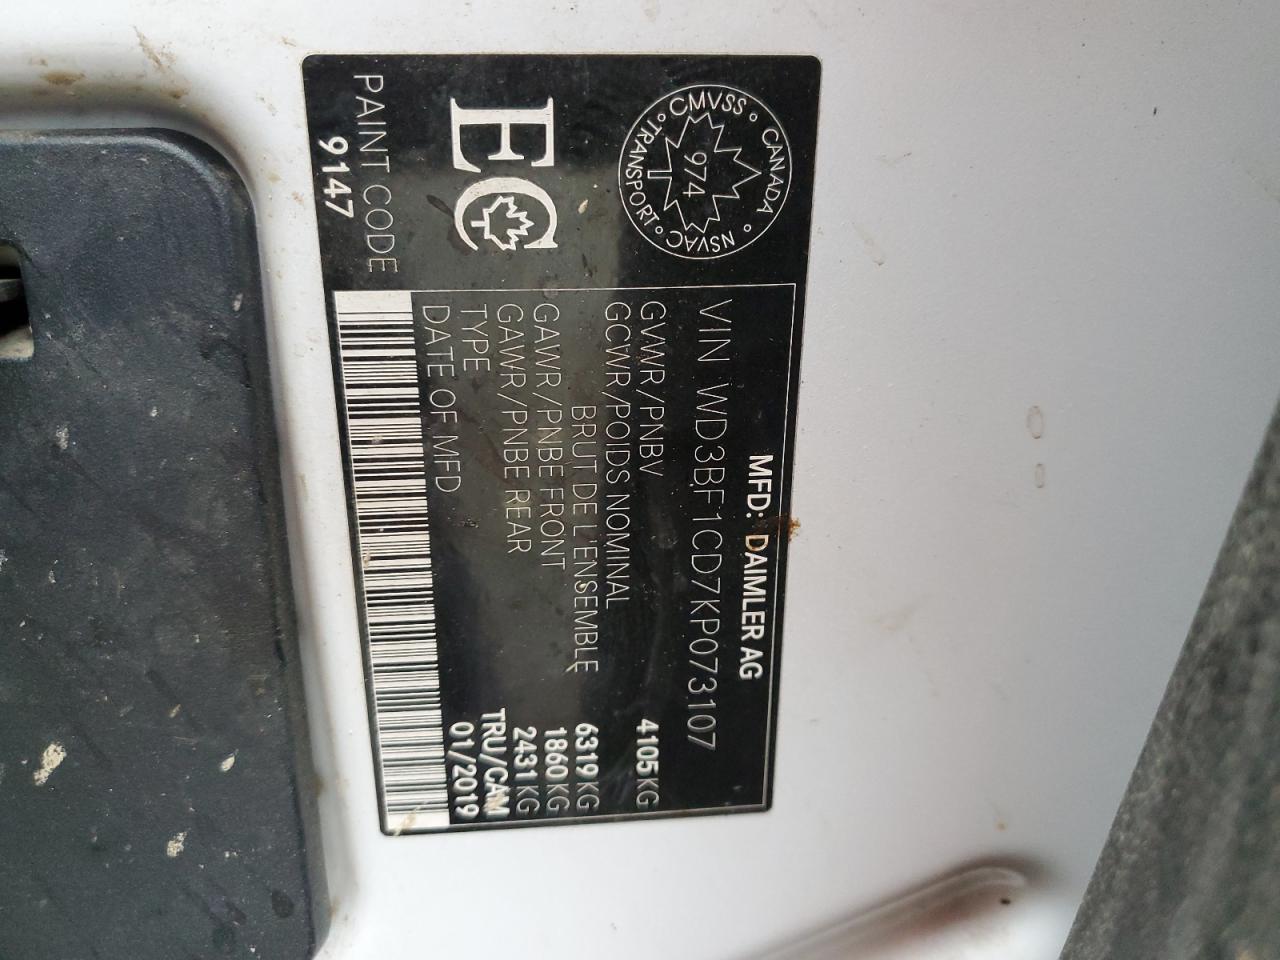 MFD: DAIMLER AG
VIN WD3BF1CD7KP073107
GVWR/PNBV 4105KG
GCWR/POIDS NOMINAL
BRUT DE L'ENSEMBLE 6319KG
GAWR/PNBE FRONT 1860KG
GAWR/PNBE REAR 2431KG
TYPE TRU/CAM
DATE OF MFD 01/2019
CMVSS CANADA NSVAC TRANSPORT
974
EC
PAINT CODE
9147